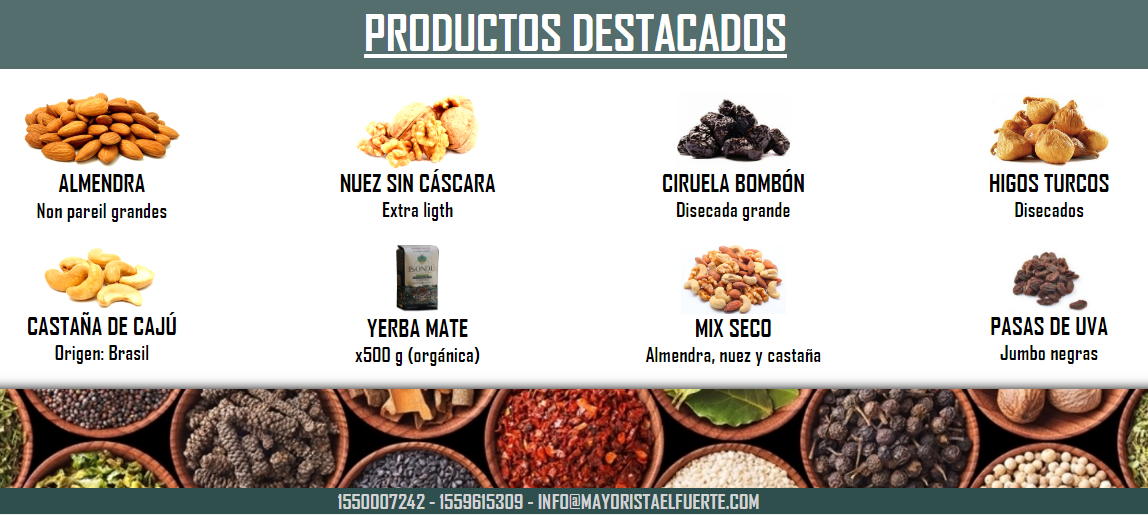 PRODUCTOS DESTACADOS
ALMENDRA
Non pareil grandes
NUEZ SIN CÁSCARA
Extra ligth
CIRUELA BOMBÓN
Disecada grande
HIGOS TURCOS
Disecados
CASTAÑA DE CAJÚ
Origen: Brasil
YERBA MATE
x500 g (orgánica)
MIX SECO
Almendra, nuez y castaña
PASAS DE UVA
Jumbo negras
1550007242 - 1559615309 - INFO@MAYORISTAELFUERTE.COM